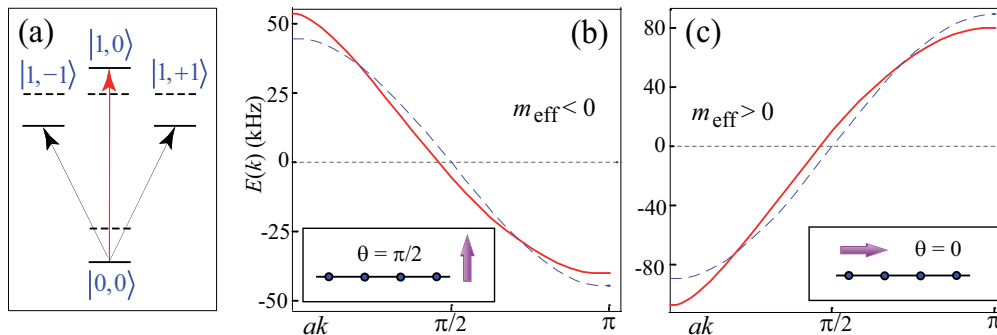 (a)
|1,0⟩
|1,−1⟩ |1,+1⟩
|0,0⟩
(b)
E(k) (kHz)
50
25
0
-25
-50
m_eff < 0
θ = π/2
ak π/2 π
(c)
80
40
0
-40
-80
m_eff > 0
θ = 0
ak π/2 π